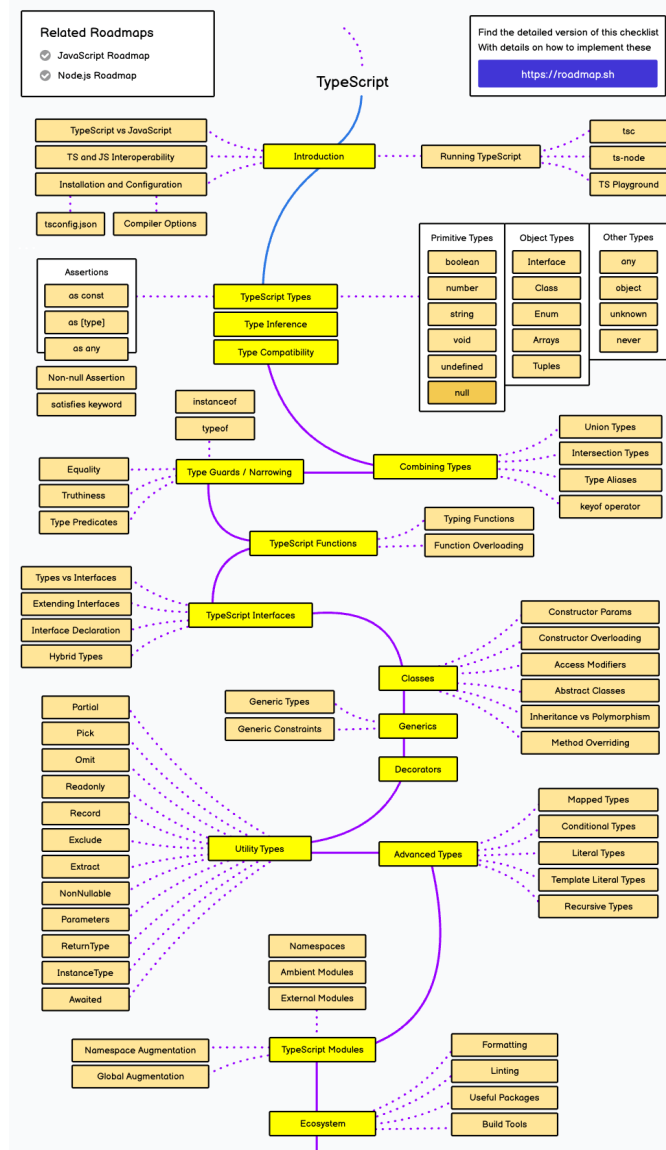 Related Roadmaps
JavaScript Roadmap
Node.js Roadmap
Find the detailed version of this checklist
With details on how to implement these
https://roadmap.sh
TypeScript
TypeScript vs JavaScript
TS and JS Interoperability
Installation and Configuration
tsconfig.json
Compiler Options
Introduction
Running TypeScript
tsc
ts-node
TS Playground
Assertions
as const
as [type]
as any
Non-null Assertion
satisfies keyword
TypeScript Types
Type Inference
Type Compatibility
Primitive Types
boolean
number
string
void
undefined
null
Object Types
Interface
Class
Enum
Arrays
Tuples
Other Types
any
object
unknown
never
instanceof
typeof
Equality
Truthiness
Type Predicates
Type Guards / Narrowing
Combining Types
Union Types
Intersection Types
Type Aliases
keyof operator
TypeScript Functions
Typing Functions
Function Overloading
Types vs Interfaces
Extending Interfaces
Interface Declaration
Hybrid Types
TypeScript Interfaces
Classes
Constructor Params
Constructor Overloading
Access Modifiers
Abstract Classes
Inheritance vs Polymorphism
Method Overriding
Generic Types
Generic Constraints
Generics
Decorators
Partial
Pick
Omit
Readonly
Record
Exclude
Extract
NonNullable
Parameters
ReturnType
InstanceType
Awaited
Utility Types
Advanced Types
Mapped Types
Conditional Types
Literal Types
Template Literal Types
Recursive Types
Namespaces
Ambient Modules
External Modules
Namespace Augmentation
Global Augmentation
TypeScript Modules
Ecosystem
Formatting
Linting
Useful Packages
Build Tools